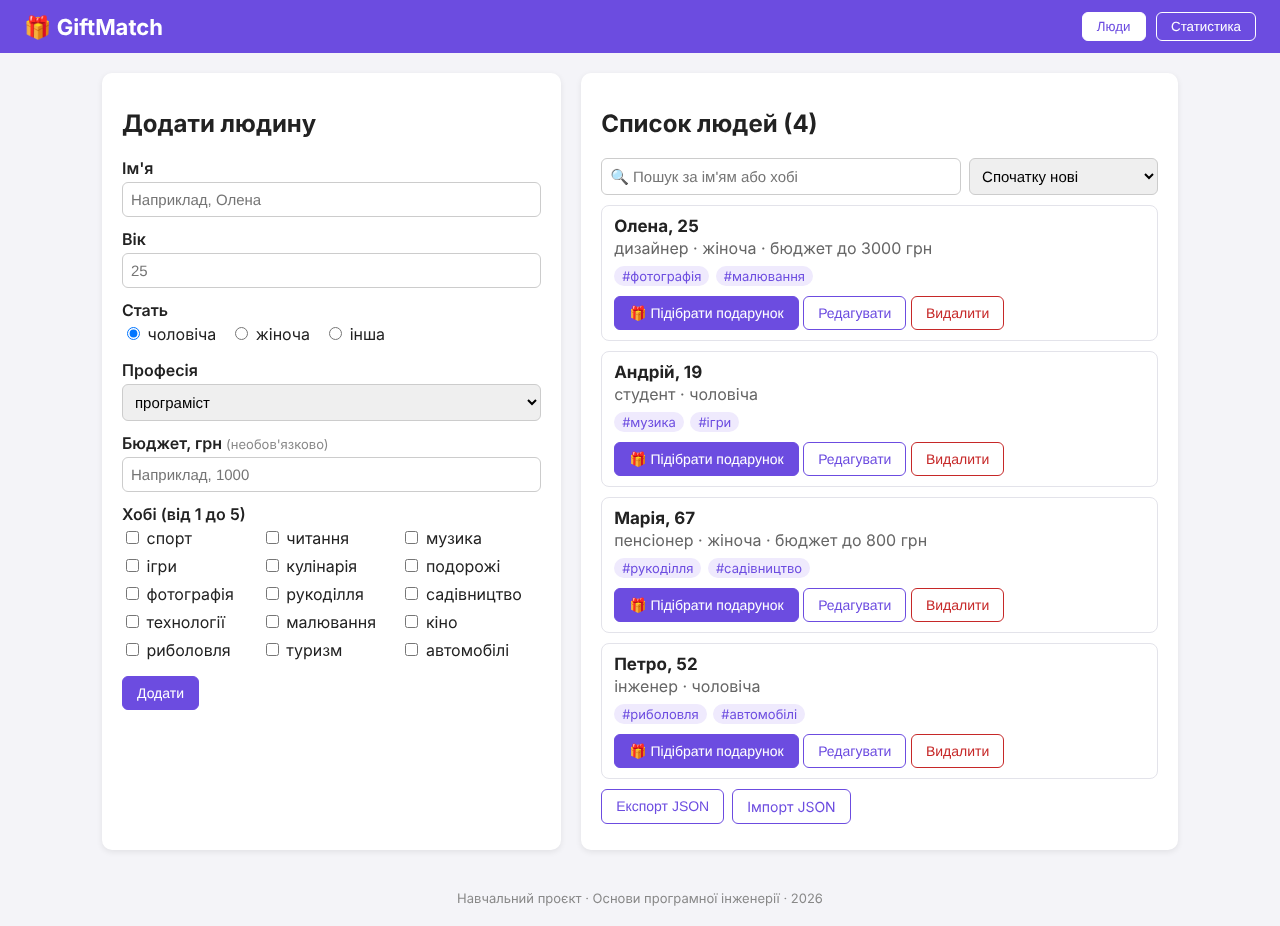 🎁 GiftMatch
Люди
Статистика
Додати людину
Ім'я
Наприклад, Олена
Вік
25
Стать
чоловіча жіноча інша
Професія
програміст
Бюджет, грн (необов'язково)
Наприклад, 1000
Хобі (від 1 до 5)
спорт читання музика
ігри кулінарія подорожі
фотографія рукоділля садівництво
технології малювання кіно
риболовля туризм автомобілі
Додати
Список людей (4)
🔍 Пошук за ім'ям або хобі
Спочатку нові
Олена, 25
дизайнер · жіноча · бюджет до 3000 грн
#фотографія #малювання
🎁 Підібрати подарунок Редагувати Видалити
Андрій, 19
студент · чоловіча
#музика #ігри
🎁 Підібрати подарунок Редагувати Видалити
Марія, 67
пенсіонер · жіноча · бюджет до 800 грн
#рукоділля #садівництво
🎁 Підібрати подарунок Редагувати Видалити
Петро, 52
інженер · чоловіча
#риболовля #автомобілі
🎁 Підібрати подарунок Редагувати Видалити
Експорт JSON Імпорт JSON
Навчальний проєкт · Основи програмної інженерії · 2026